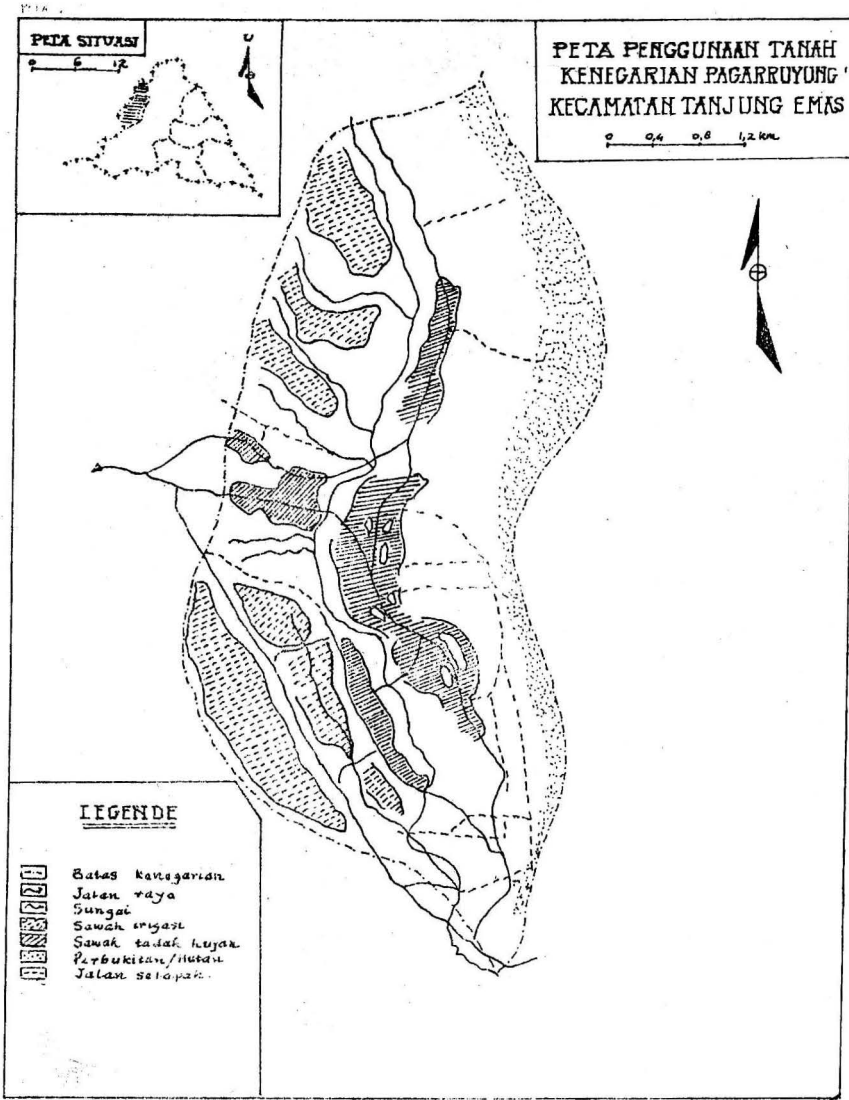 PETA SITUASI
0 6 12
U
PETA PENGGUNAAN TANAH
KENEGARIAN PAGARRUYUNG
KECAMATAN TANJUNG EMAS
0 0,4 0,8 1,2 km
LEGENDE
Batas kenegarian
Jalan raya
Sungai
Sawah irigasi
Sawah tadah hujan
Perbukitan/Hutan
Jalan setapak